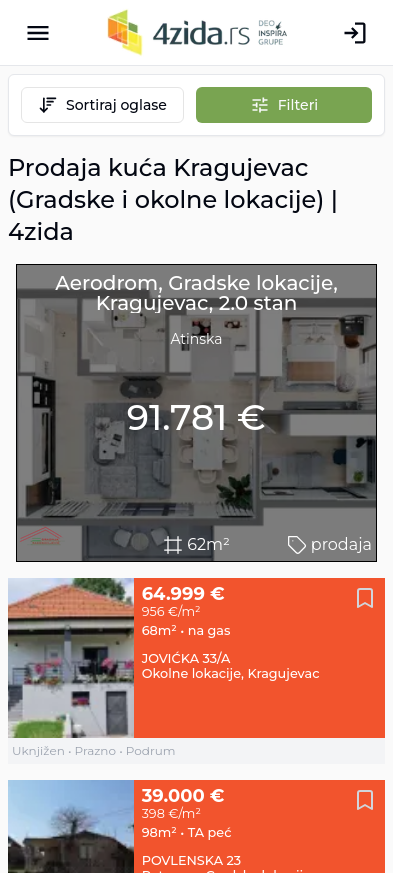 4zida.rs DEO INSPIRA GRUPE
Sortiraj oglase
Filteri
Prodaja kuća Kragujevac
(Gradske i okolne lokacije) |
4zida
Aerodrom, Gradske lokacije,
Kragujevac, 2.0 stan
Atinska
91.781 €
62m²
prodaja
64.999 €
956 €/m²
68m² • na gas
JOVIĆKA 33/A
Okolne lokacije, Kragujevac
Uknjižen • Prazno • Podrum
39.000 €
398 €/m²
98m² • TA peć
POVLENSKA 23